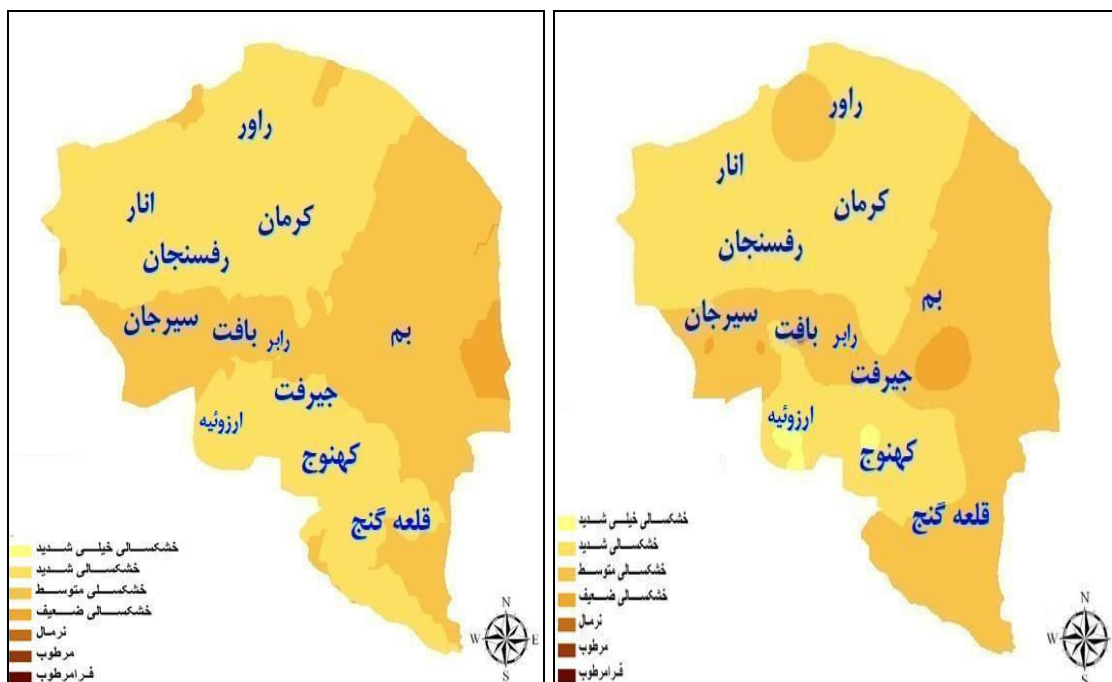 راور
انار
کرمان
رفسنجان
سیرجان
بافت
رابر
بم
جیرفت
ارزوئیه
کهنوج
قلعه گنج
خشکسالی خیلی شدید
خشکسالی شدید
خشکسلی متوسط
خشکسالی ضعیف
نرمال
مرطوب
فرامرطوب
N
W E
S
راور
انار
کرمان
رفسنجان
بم
سیرجان
بافت
رابر
جیرفت
ارزوئیه
کهنوج
قلعه گنج
خشکسالی خیلی شدید
خشکسالی شدید
خشکسالی متوسط
خشکسالی ضعیف
نرمال
مرطوب
فرامرطوب
N
W
S